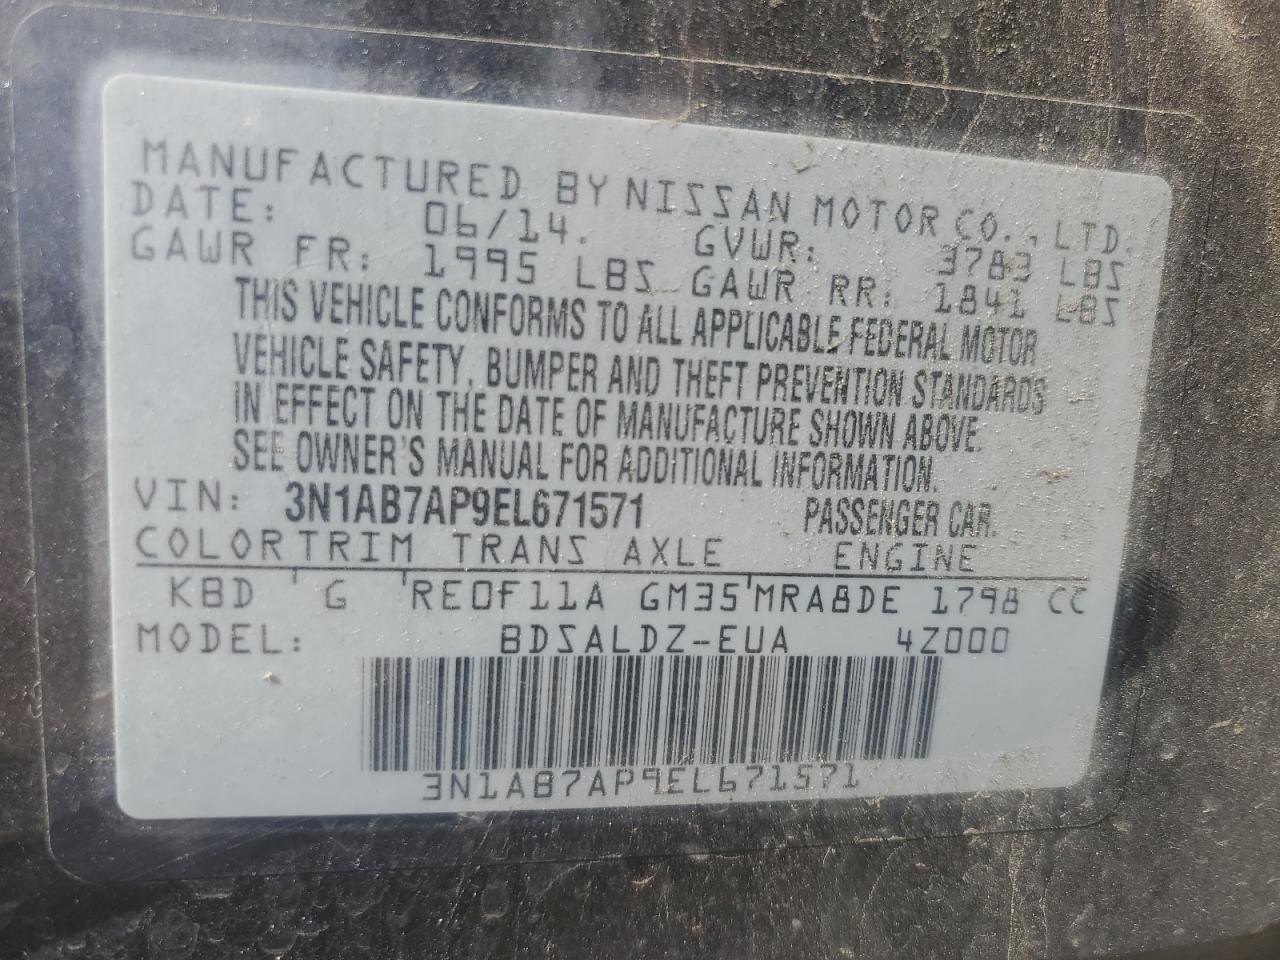 MANUFACTURED BY NISSAN MOTOR CO., LTD.
DATE: 06/14. GVWR: 3783 LBS
GAWR FR: 1995 LBS GAWR RR: 1841 LBS
THIS VEHICLE CONFORMS TO ALL APPLICABLE FEDERAL MOTOR
VEHICLE SAFETY, BUMPER AND THEFT PREVENTION STANDARDS
IN EFFECT ON THE DATE OF MANUFACTURE SHOWN ABOVE.
SEE OWNER'S MANUAL FOR ADDITIONAL INFORMATION.
VIN: 3N1AB7AP9EL671571 PASSENGER CAR.
COLOR TRIM TRANS AXLE ENGINE
KBD G RE0F11A GM35 MRA8DE 1798 CC
MODEL: BDSALDZ-EUA 4Z000
3N1AB7AP9EL671571